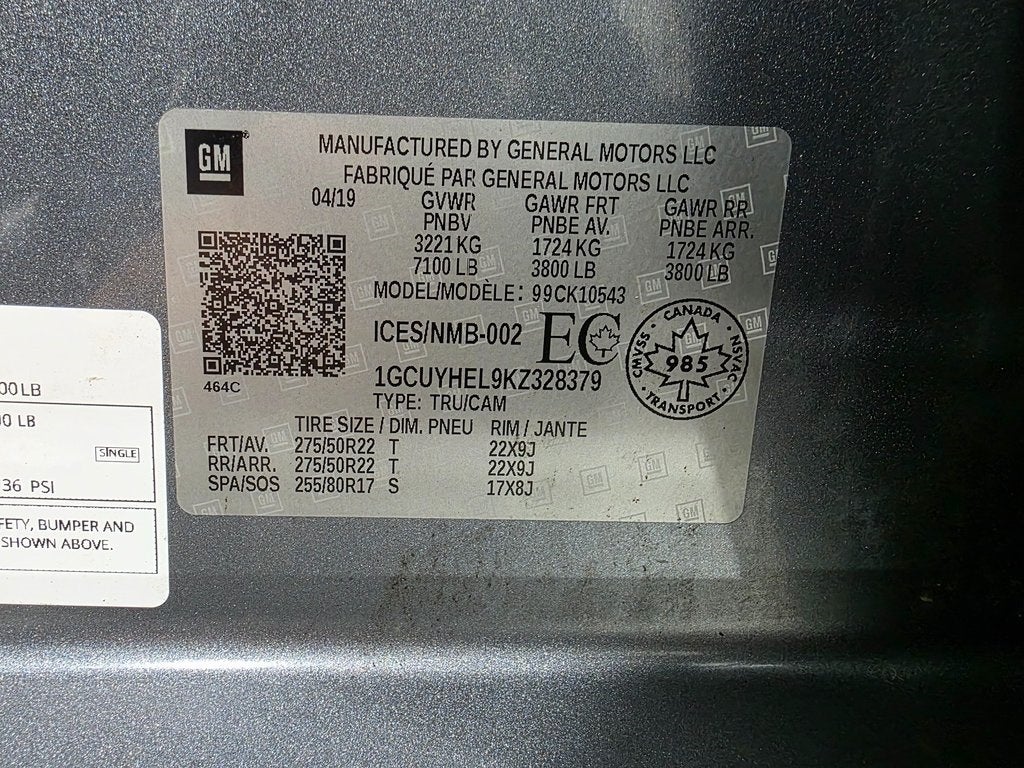 GM
MANUFACTURED BY GENERAL MOTORS LLC
FABRIQUÉ PAR GENERAL MOTORS LLC
04/19 GVWR GAWR FRT GAWR RR
PNBV PNBE AV. PNBE ARR.
3221 KG 1724 KG 1724 KG
7100 LB 3800 LB 3800 LB
MODEL/MODÈLE: 99CK10543
ICES/NMB-002 EC
CANADA
CMVSS NSVAC
985
TRANSPORT
464C
1GCUYHEL9KZ328379
TYPE: TRU/CAM
TIRE SIZE / DIM. PNEU RIM / JANTE
FRT/AV. 275/50R22 T 22X9J
RR/ARR. 275/50R22 T 22X9J
SPA/SOS 255/80R17 S 17X8J
00 LB
00 LB
SINGLE
36 PSI
FETY, BUMPER AND
SHOWN ABOVE.